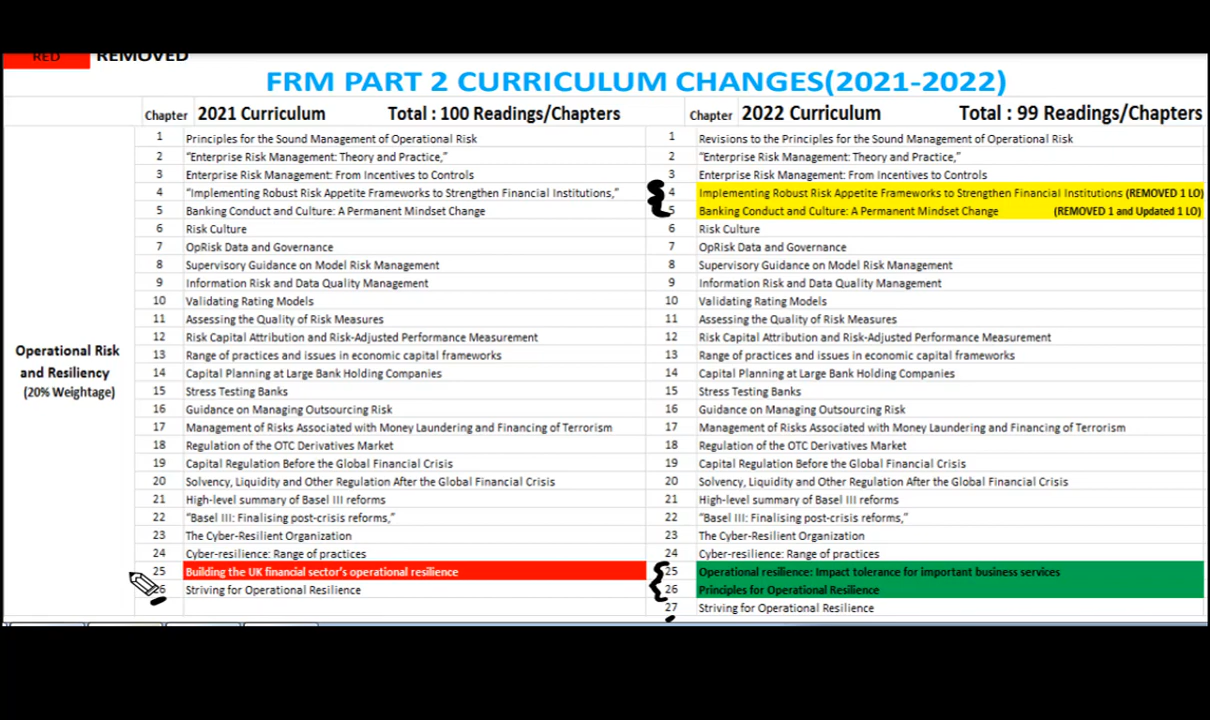 RED REMOVED
FRM PART 2 CURRICULUM CHANGES(2021-2022)
Chapter 2021 Curriculum Total : 100 Readings/Chapters Chapter 2022 Curriculum Total : 99 Readings/Chapters
1 Principles for the Sound Management of Operational Risk 1 Revisions to the Principles for the Sound Management of Operational Risk
2 “Enterprise Risk Management: Theory and Practice,” 2 “Enterprise Risk Management: Theory and Practice,”
3 Enterprise Risk Management: From Incentives to Controls 3 Enterprise Risk Management: From Incentives to Controls
4 “Implementing Robust Risk Appetite Frameworks to Strengthen Financial Institutions,” 4 Implementing Robust Risk Appetite Frameworks to Strengthen Financial Institutions (REMOVED 1 LO)
5 Banking Conduct and Culture: A Permanent Mindset Change 5 Banking Conduct and Culture: A Permanent Mindset Change (REMOVED 1 and Updated 1 LO)
6 Risk Culture 6 Risk Culture
7 OpRisk Data and Governance 7 OpRisk Data and Governance
8 Supervisory Guidance on Model Risk Management 8 Supervisory Guidance on Model Risk Management
9 Information Risk and Data Quality Management 9 Information Risk and Data Quality Management
10 Validating Rating Models 10 Validating Rating Models
11 Assessing the Quality of Risk Measures 11 Assessing the Quality of Risk Measures
12 Risk Capital Attribution and Risk-Adjusted Performance Measurement 12 Risk Capital Attribution and Risk-Adjusted Performance Measurement
Operational Risk 13 Range of practices and issues in economic capital frameworks 13 Range of practices and issues in economic capital frameworks
and Resiliency 14 Capital Planning at Large Bank Holding Companies 14 Capital Planning at Large Bank Holding Companies
(20% Weightage) 15 Stress Testing Banks 15 Stress Testing Banks
16 Guidance on Managing Outsourcing Risk 16 Guidance on Managing Outsourcing Risk
17 Management of Risks Associated with Money Laundering and Financing of Terrorism 17 Management of Risks Associated with Money Laundering and Financing of Terrorism
18 Regulation of the OTC Derivatives Market 18 Regulation of the OTC Derivatives Market
19 Capital Regulation Before the Global Financial Crisis 19 Capital Regulation Before the Global Financial Crisis
20 Solvency, Liquidity and Other Regulation After the Global Financial Crisis 20 Solvency, Liquidity and Other Regulation After the Global Financial Crisis
21 High-level summary of Basel III reforms 21 High-level summary of Basel III reforms
22 “Basel III: Finalising post-crisis reforms,” 22 “Basel III: Finalising post-crisis reforms,”
23 The Cyber-Resilient Organization 23 The Cyber-Resilient Organization
24 Cyber-resilience: Range of practices 24 Cyber-resilience: Range of practices
25 Building the UK financial sector’s operational resilience 25 Operational resilience: Impact tolerance for important business services
26 Striving for Operational Resilience 26 Principles for Operational Resilience
27 Striving for Operational Resilience